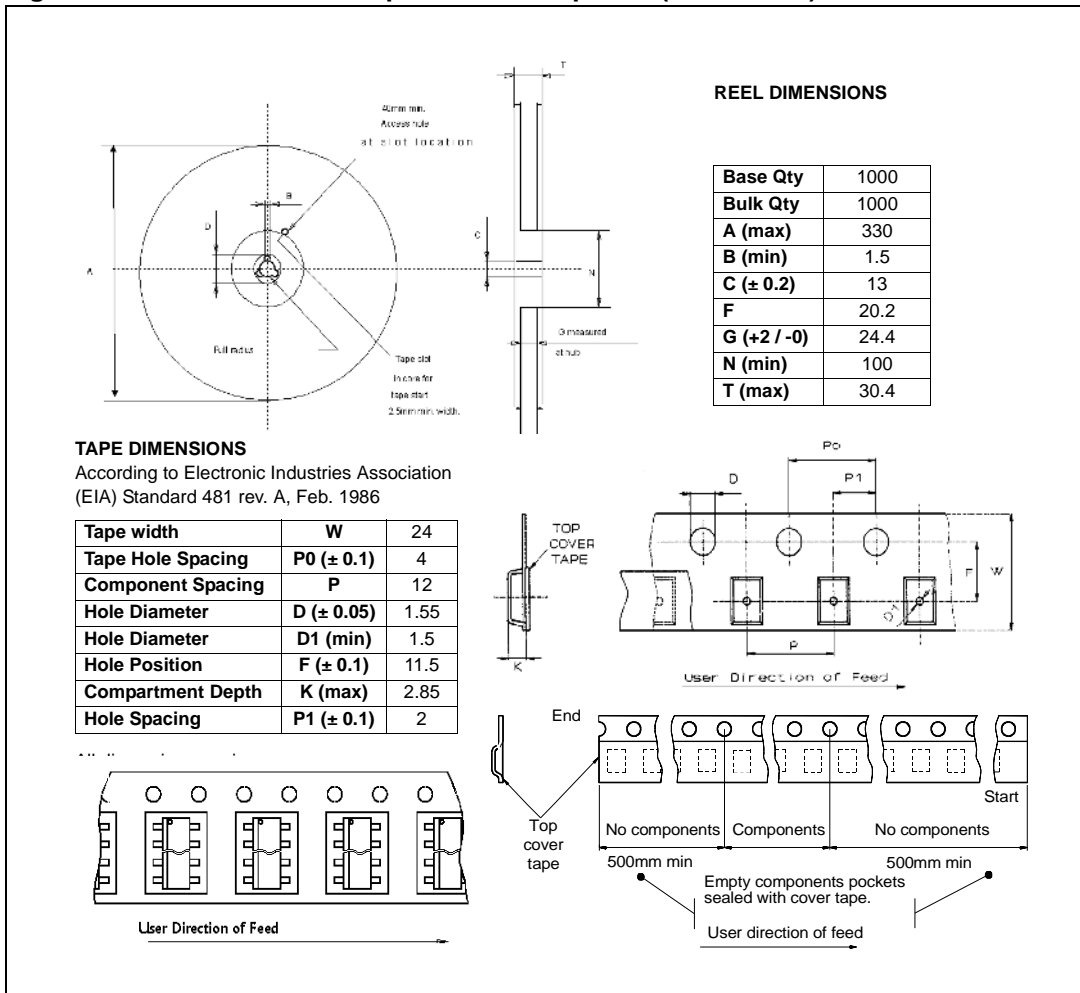 T
40mm min.
Access hole
at slot location
B
D
C
A
N
G measured
at hub
Full radius
Tape slot
in core for
tape start
2.5mm min. width.
REEL DIMENSIONS
Base Qty 1000
Bulk Qty 1000
A (max) 330
B (min) 1.5
C (± 0.2) 13
F 20.2
G (+2 / -0) 24.4
N (min) 100
T (max) 30.4
TAPE DIMENSIONS
According to Electronic Industries Association
(EIA) Standard 481 rev. A, Feb. 1986
Tape width W 24
Tape Hole Spacing P0 (± 0.1) 4
Component Spacing P 12
Hole Diameter D (± 0.05) 1.55
Hole Diameter D1 (min) 1.5
Hole Position F (± 0.1) 11.5
Compartment Depth K (max) 2.85
Hole Spacing P1 (± 0.1) 2
Po
D
P1
TOP
COVER
TAPE
F
W
D1
K
P
User Direction of Feed
End
Start
Top
cover
tape
No components
Components
No components
500mm min
500mm min
Empty components pockets
sealed with cover tape.
User direction of feed
User Direction of Feed